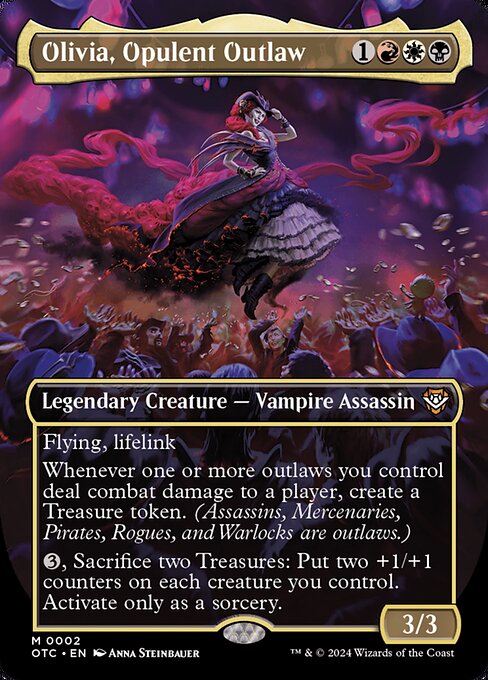 Olivia, Opulent Outlaw 1
Legendary Creature — Vampire Assassin
Flying, lifelink
Whenever one or more outlaws you control
deal combat damage to a player, create a
Treasure token. (Assassins, Mercenaries,
Pirates, Rogues, and Warlocks are outlaws.)
3, Sacrifice two Treasures: Put two +1/+1
counters on each creature you control.
Activate only as a sorcery.
3/3
M 0002
OTC • EN Anna Steinbauer
™ & © 2024 Wizards of the Coast